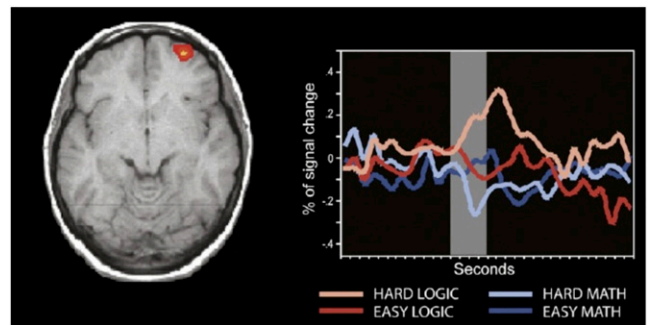 % of signal change
.4
.2
0
-.2
-.4
Seconds
HARD LOGIC
HARD MATH
EASY LOGIC
EASY MATH